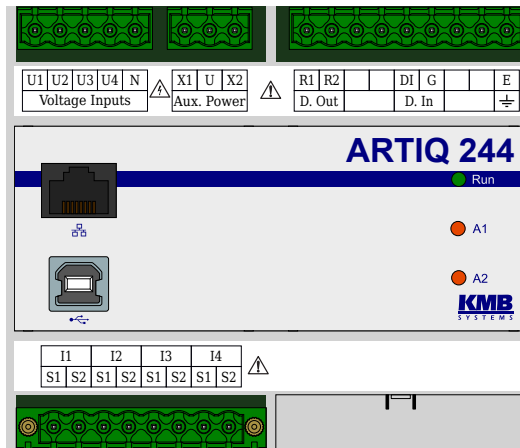 U1 U2 U3 U4 N X1 U X2 R1 R2 DI G E
Voltage Inputs Aux. Power D. Out D. In
ARTIQ 244
Run
A1
A2
KMB
SYSTEMS
I1 I2 I3 I4
S1 S2 S1 S2 S1 S2 S1 S2